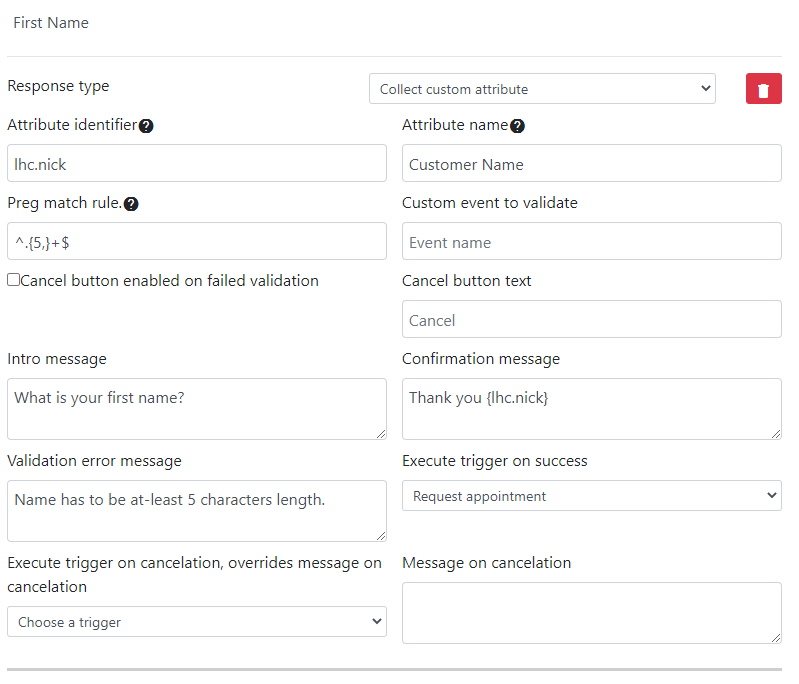 First Name
Response type
Collect custom attribute
Attribute identifier?
Attribute name?
lhc.nick
Customer Name
Preg match rule.?
Custom event to validate
^.{5,}+$
Event name
Cancel button enabled on failed validation
Cancel button text
Cancel
Intro message
Confirmation message
What is your first name?
Thank you {lhc.nick}
Validation error message
Execute trigger on success
Name has to be at-least 5 characters length.
Request appointment
Execute trigger on cancelation, overrides message on
cancelation
Message on cancelation
Choose a trigger